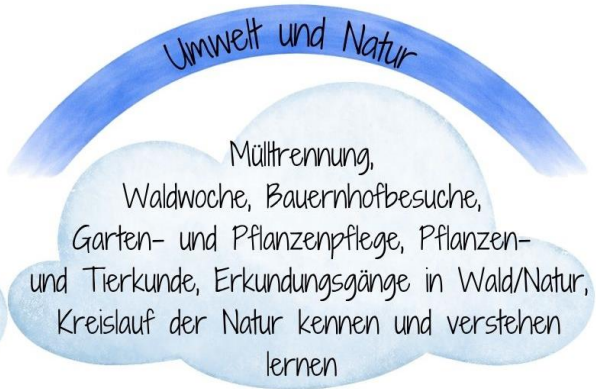 Umwelt und Natur
Mülltrennung,
Waldwoche, Bauernhofbesuche,
Garten- und Pflanzenpflege, Pflanzen-
und Tierkunde, Erkundungsgänge in Wald/Natur,
Kreislauf der Natur kennen und verstehen
lernen